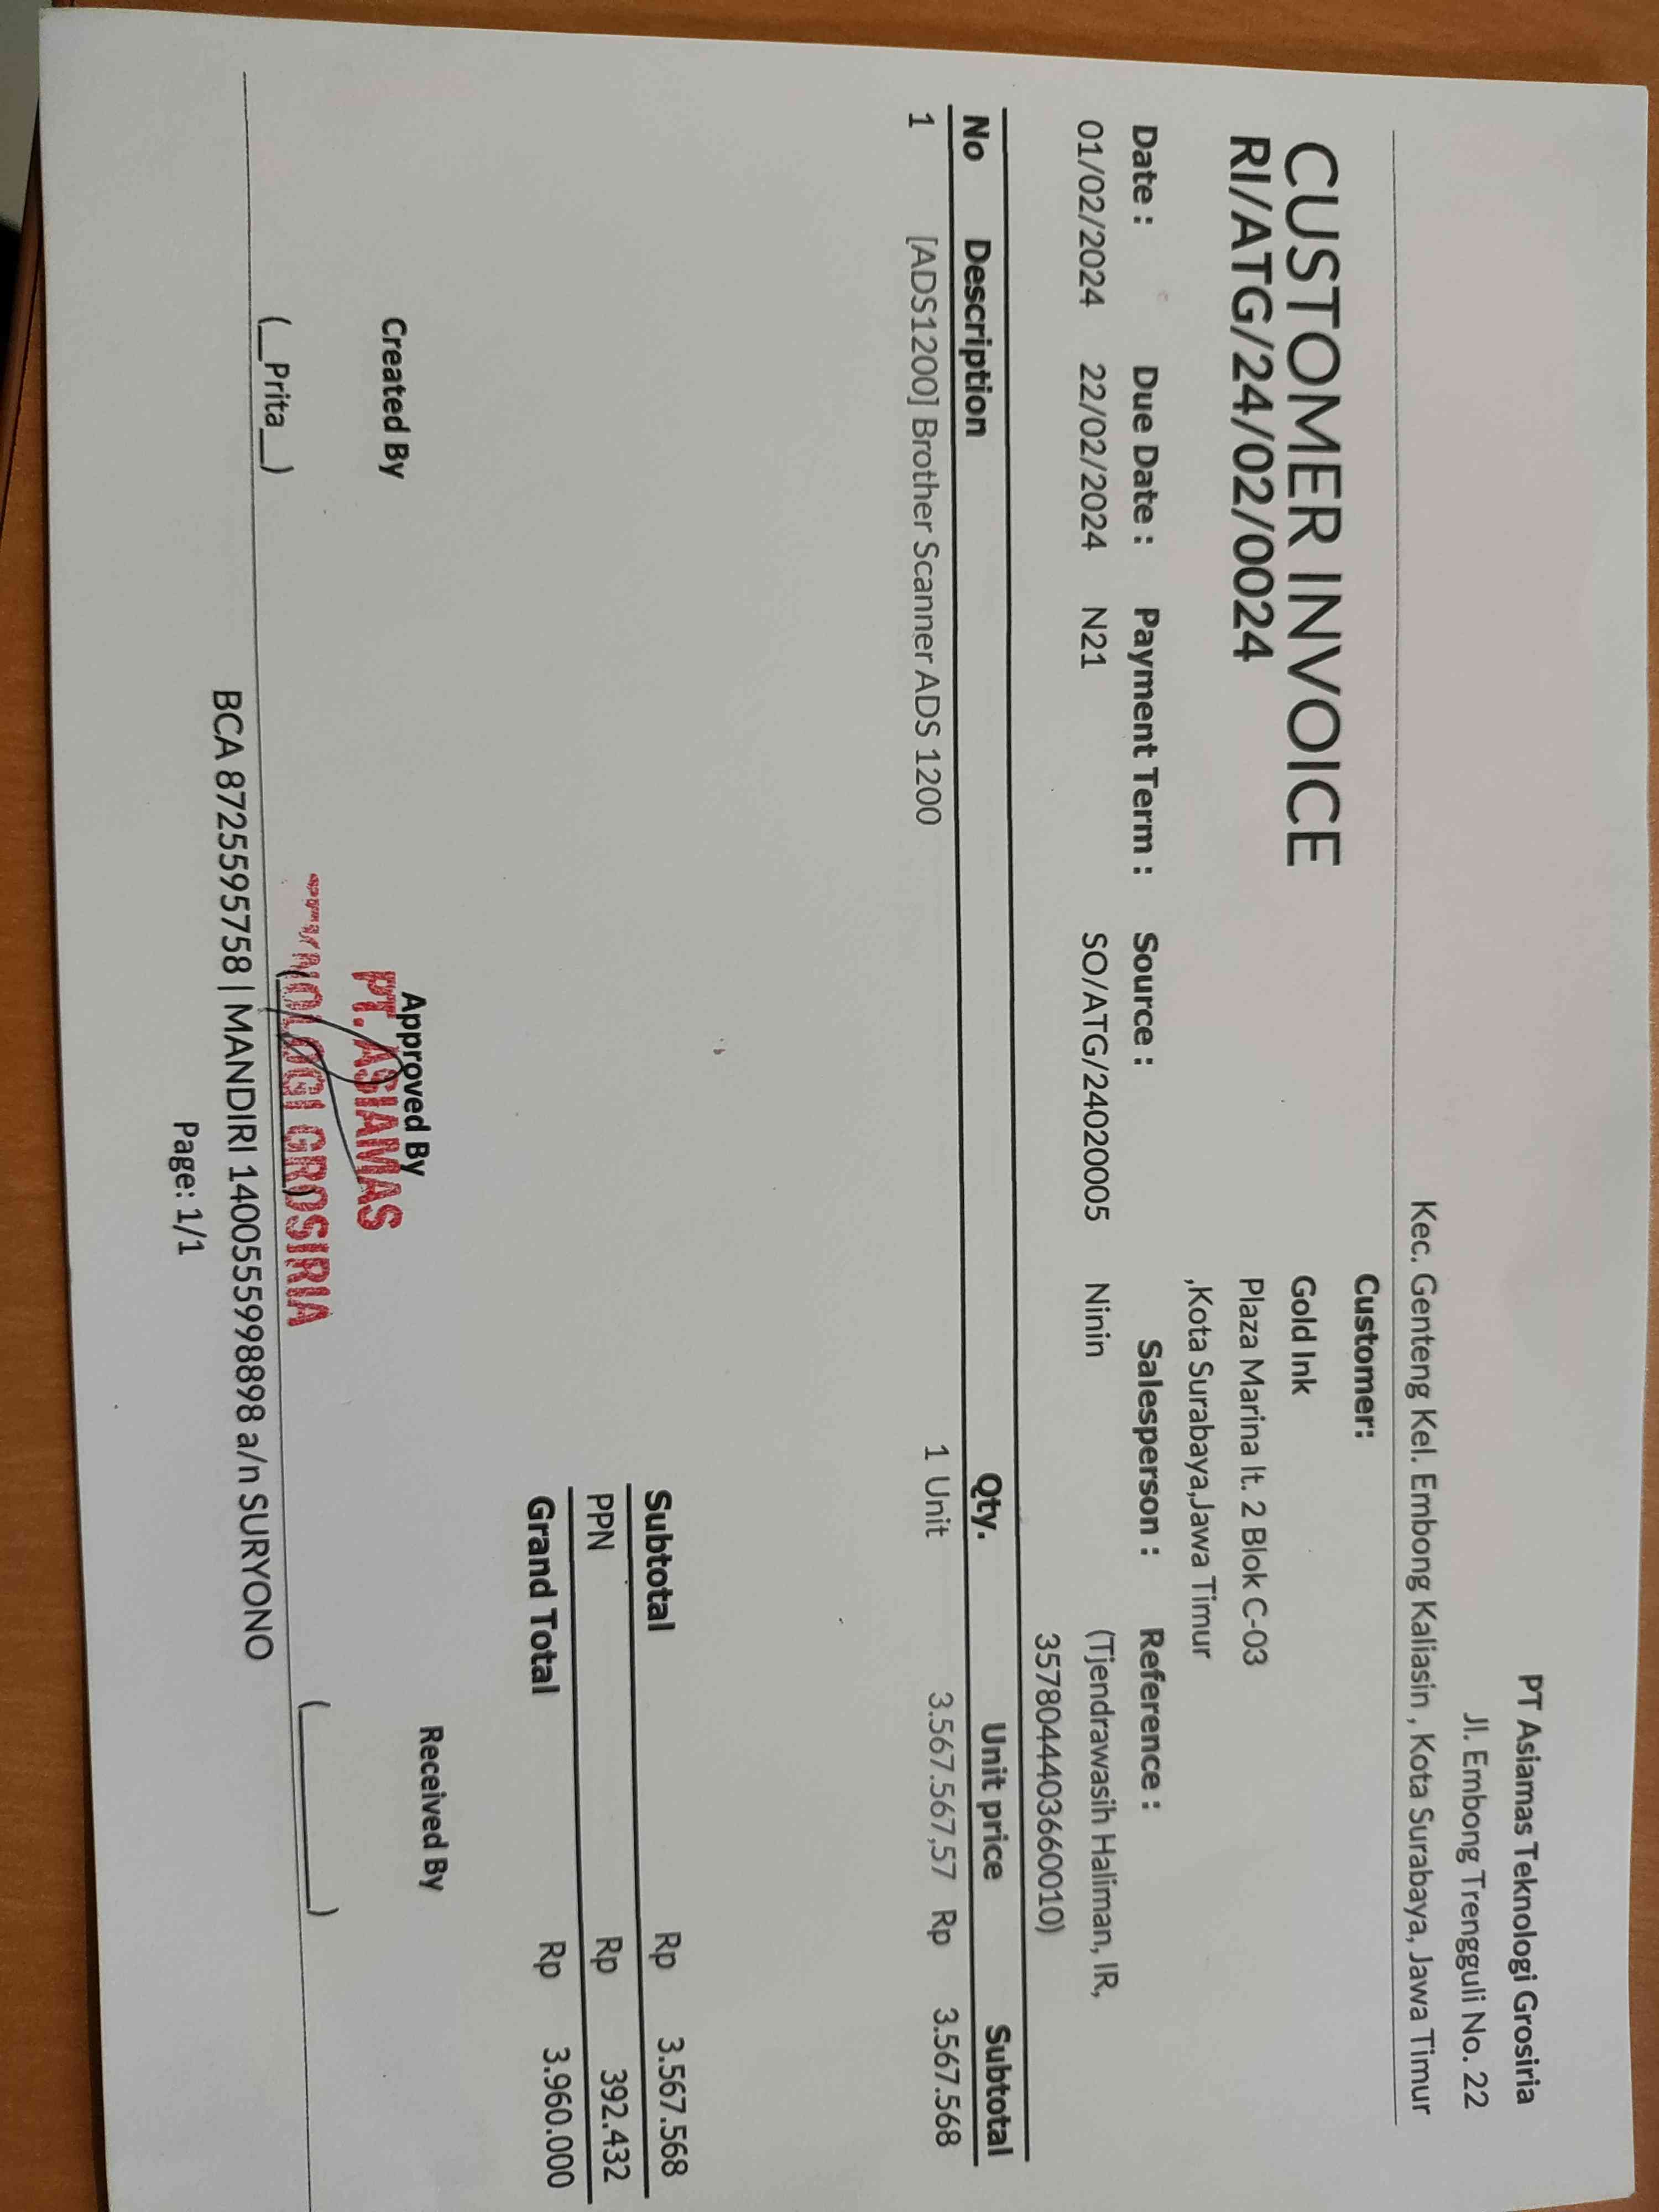 PT Asiamas Teknologi Grosiria
Jl. Embong Trengguli No. 22
Kec. Genteng Kel. Embong Kaliasin , Kota Surabaya, Jawa Timur
CUSTOMER INVOICE
RI/ATG/24/02/0024
Customer:
Gold Ink
Plaza Marina lt. 2 Blok C-03
,Kota Surabaya,Jawa Timur
Date : Due Date : Payment Term : Source : Salesperson : Reference :
01/02/2024 22/02/2024 N21 SO/ATG/24020005 Ninin (Tjendrawasih Haliman, IR,
3578044403660010)
No Description Qty. Unit price Subtotal
1 [ADS1200] Brother Scanner ADS 1200 1 Unit 3.567.567,57 Rp 3.567.568
Subtotal Rp 3.567.568
PPN Rp 392.432
Grand Total Rp 3.960.000
Created By Approved By Received By
PT. ASIAMAS
GROSIRIA
(__Prita__) (________)
BCA 8725595758 | MANDIRI 1400555998898 a/n SURYONO
Page: 1/1